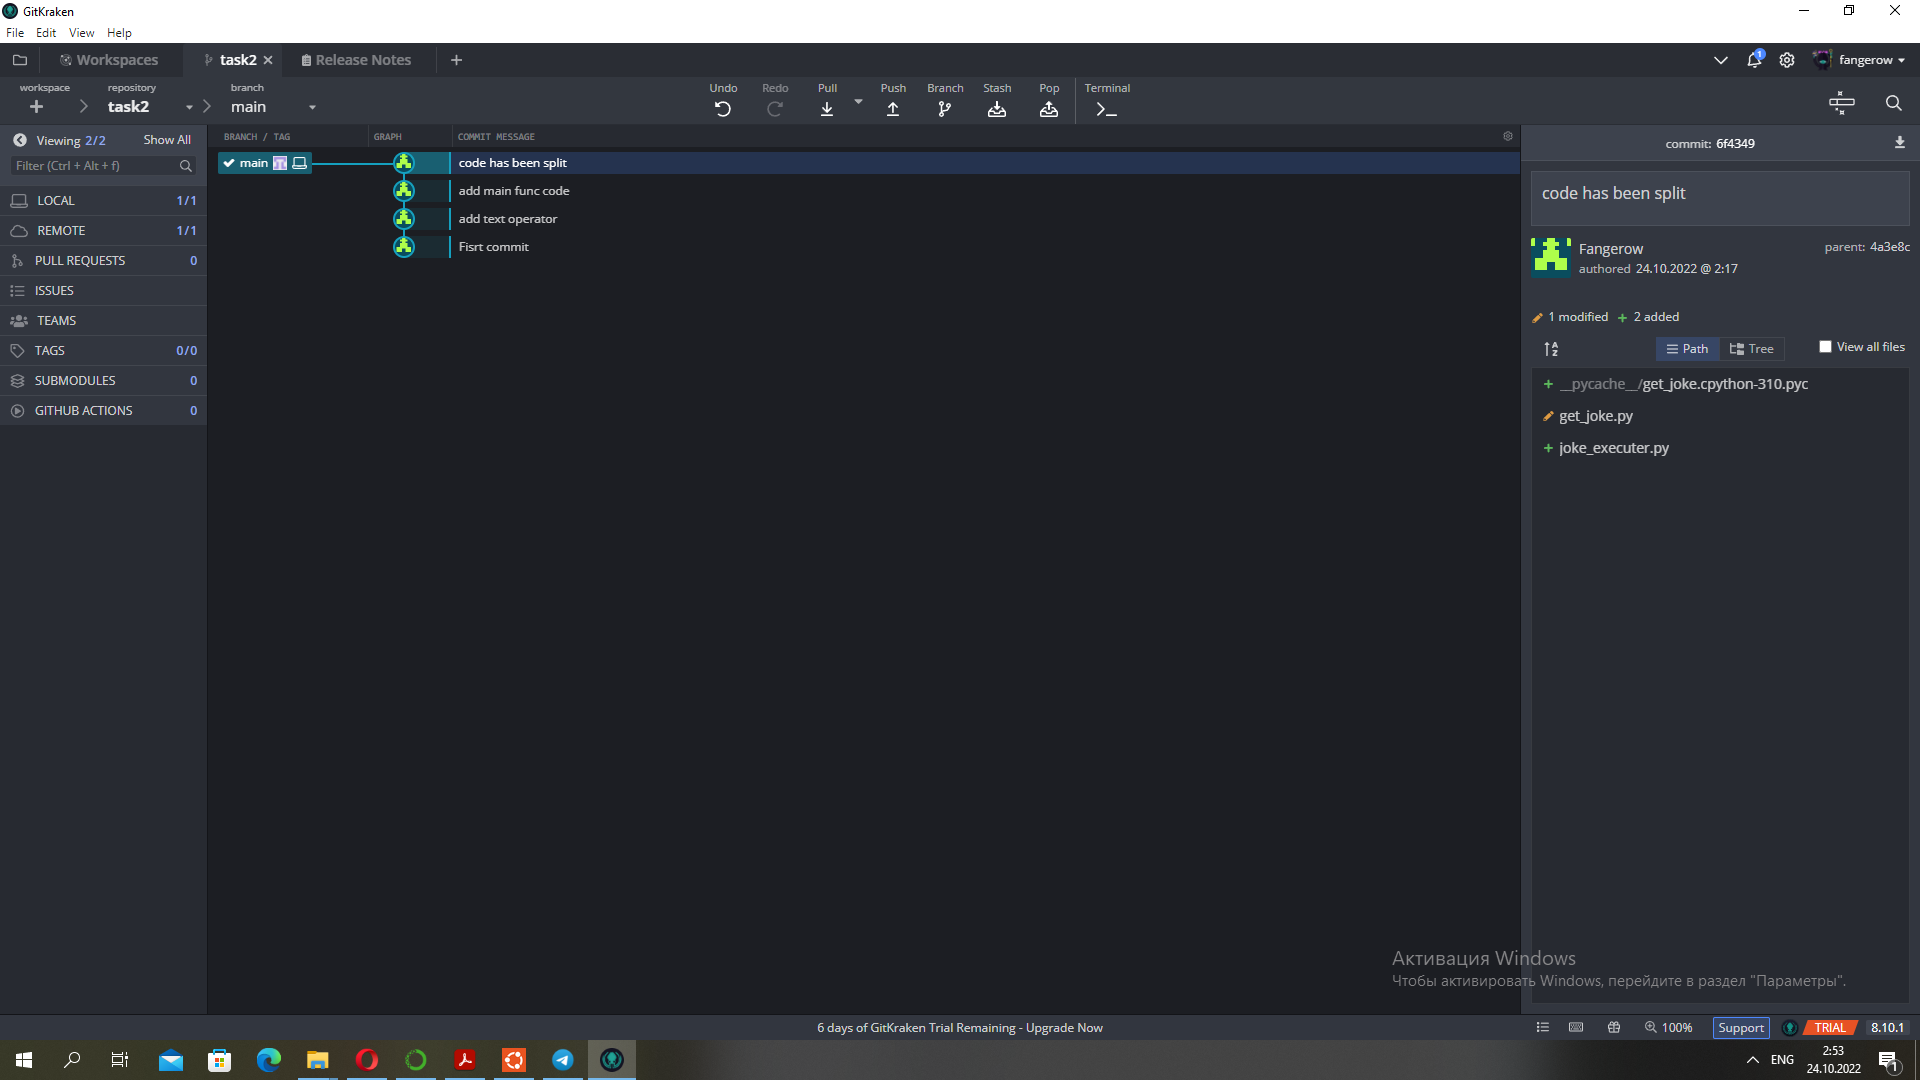 GitKraken
File Edit View Help
Workspaces task2 Release Notes
fangerow
1
workspace
repository
task2
branch
main
Undo Redo Pull Push Branch Stash Pop Terminal
Viewing 2/2 Show All
Filter (Ctrl + Alt + f)
LOCAL 1/1
REMOTE 1/1
PULL REQUESTS 0
ISSUES
TEAMS
TAGS 0/0
SUBMODULES 0
GITHUB ACTIONS 0
BRANCH / TAG GRAPH COMMIT MESSAGE
main code has been split
add main func code
add text operator
Fisrt commit
commit: 6f4349
code has been split
Fangerow
authored 24.10.2022 @ 2:17
parent: 4a3e8c
1 modified 2 added
Path Tree View all files
__pycache__/get_joke.cpython-310.pyc
get_joke.py
joke_executer.py
Активация Windows
Чтобы активировать Windows, перейдите в раздел "Параметры".
6 days of GitKraken Trial Remaining - Upgrade Now
100% Support TRIAL 8.10.1
ENG
2:53
24.10.2022
1